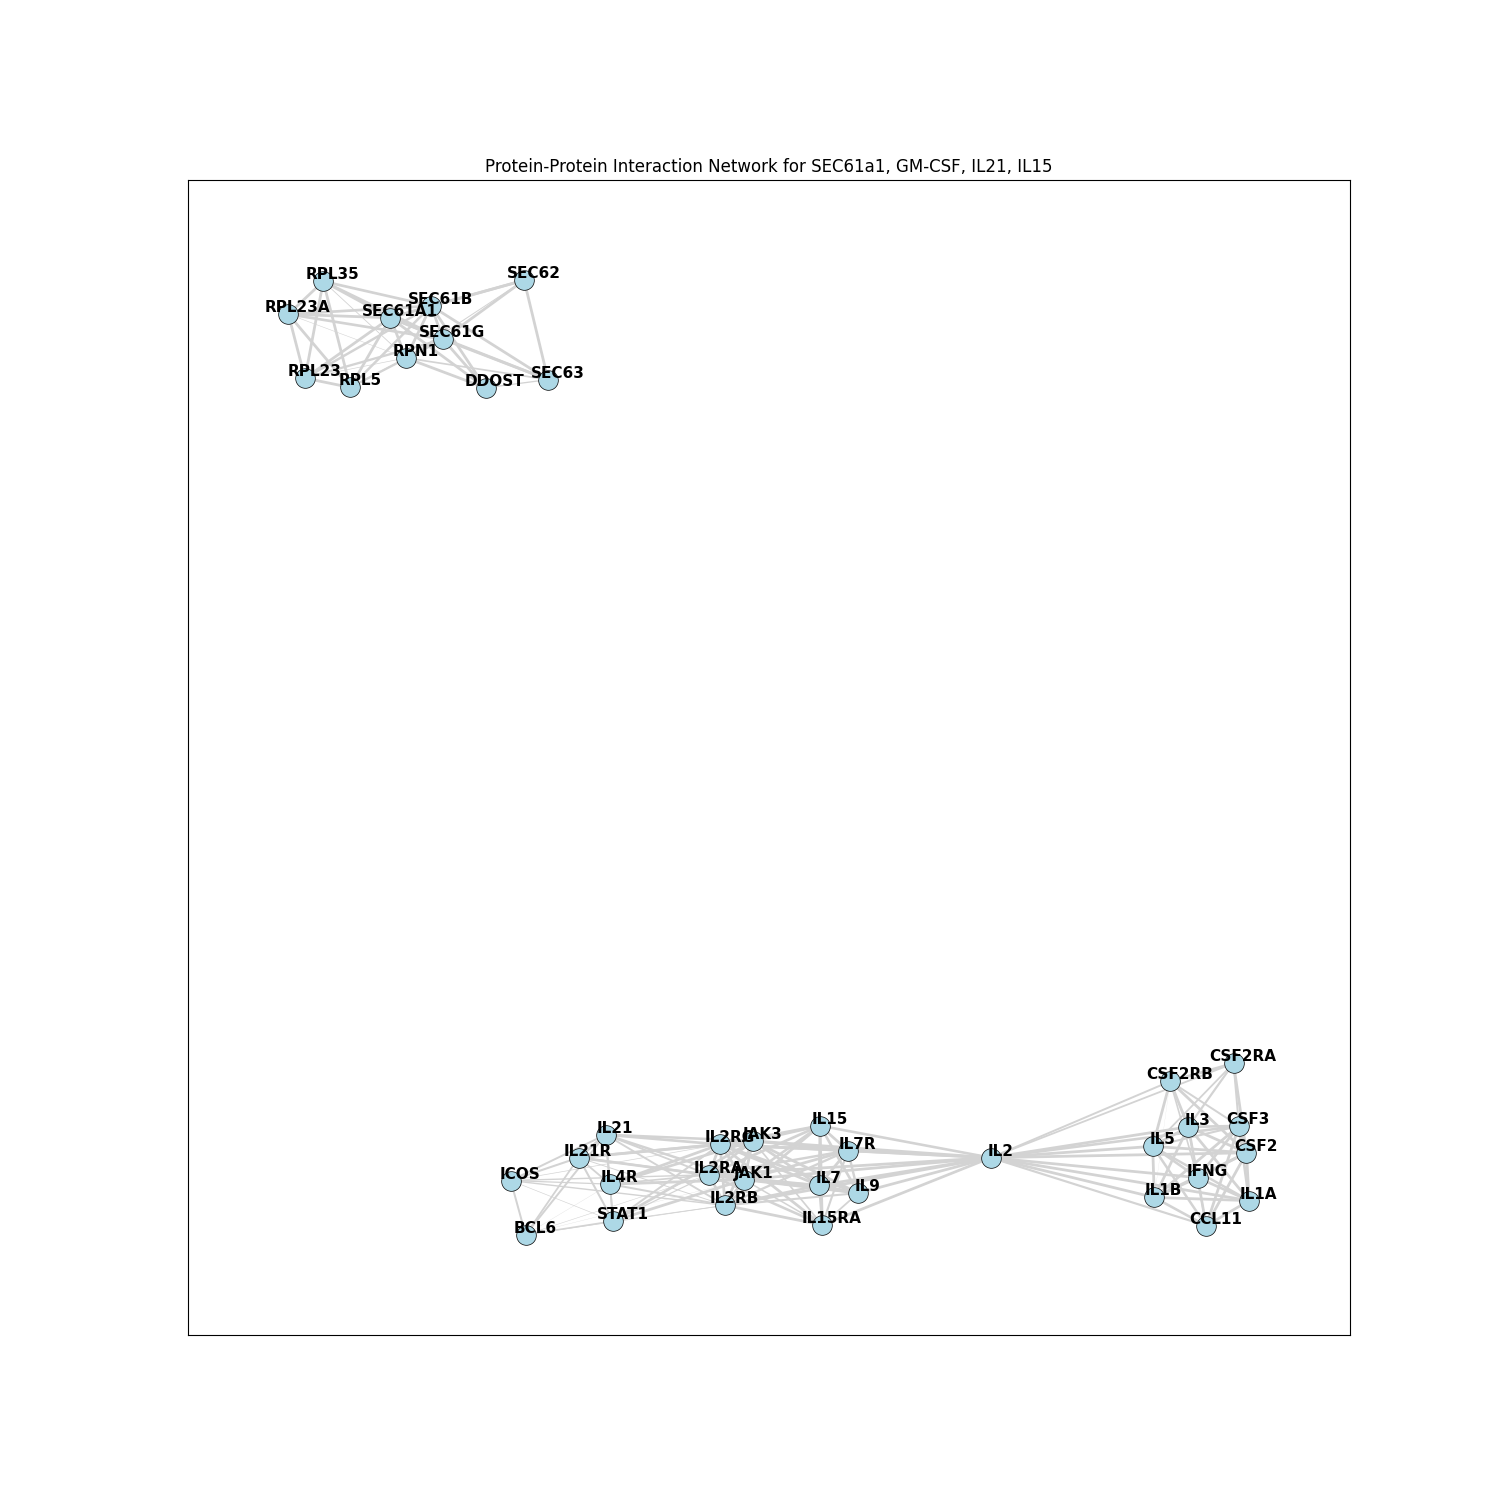 Protein-Protein Interaction Network for SEC61a1, GM-CSF, IL21, IL15
SEC62
RPL35
SEC61B
RPL23A
SEC61A1
SEC61G
RPN1
RPL23
SEC63
RPL5
DDOST
CSF2RA
CSF2RB
IL15
CSF3
IL3
IL21
JAK3
IL2RG
IL5
IL7R
CSF2
IL21R
IL2
IL2RA
IFNG
JAK1
ICOS
IL4R
IL7
IL9
IL1B
IL1A
IL2RB
STAT1
IL15RA
CCL11
BCL6